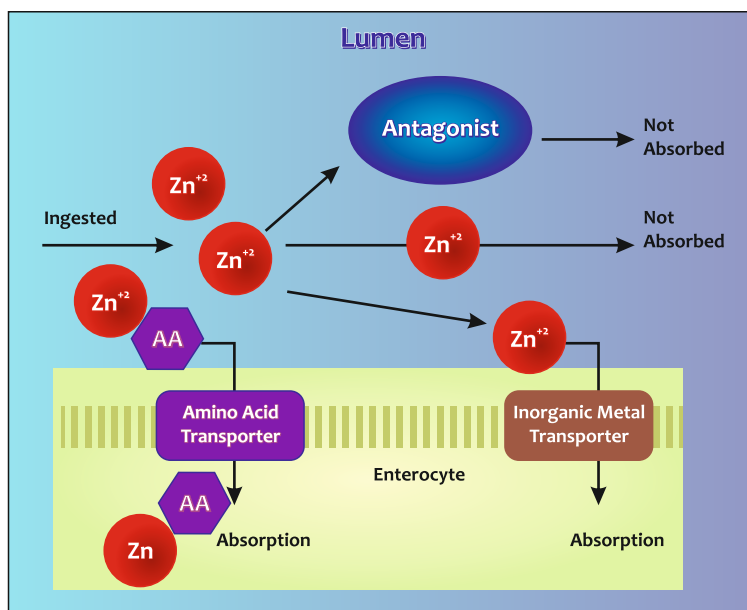 Lumen
Antagonist
Not
Absorbed
Zn+2
Ingested
Zn+2
Zn+2
Not
Absorbed
Zn+2
AA
Zn+2
Amino Acid
Transporter
Inorganic Metal
Transporter
Enterocyte
AA
Absorption
Absorption
Zn